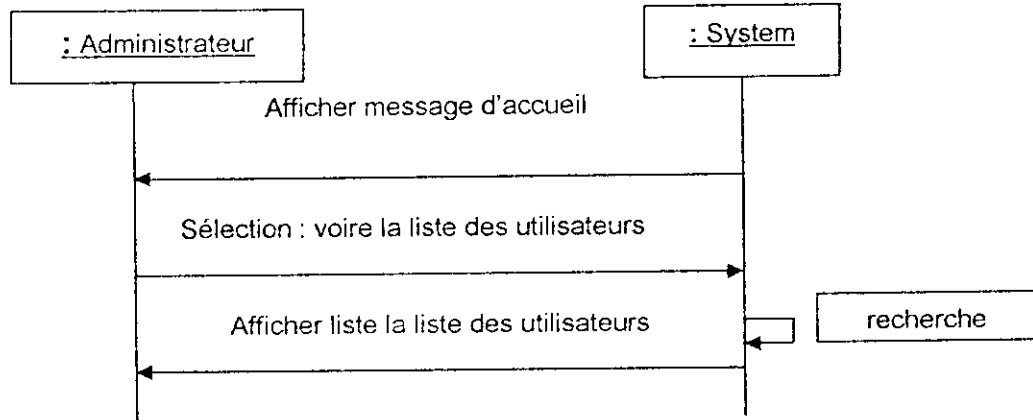 : Administrateur
: System
Afficher message d'accueil
Sélection : voire la liste des utilisateurs
Afficher liste la liste des utilisateurs
recherche